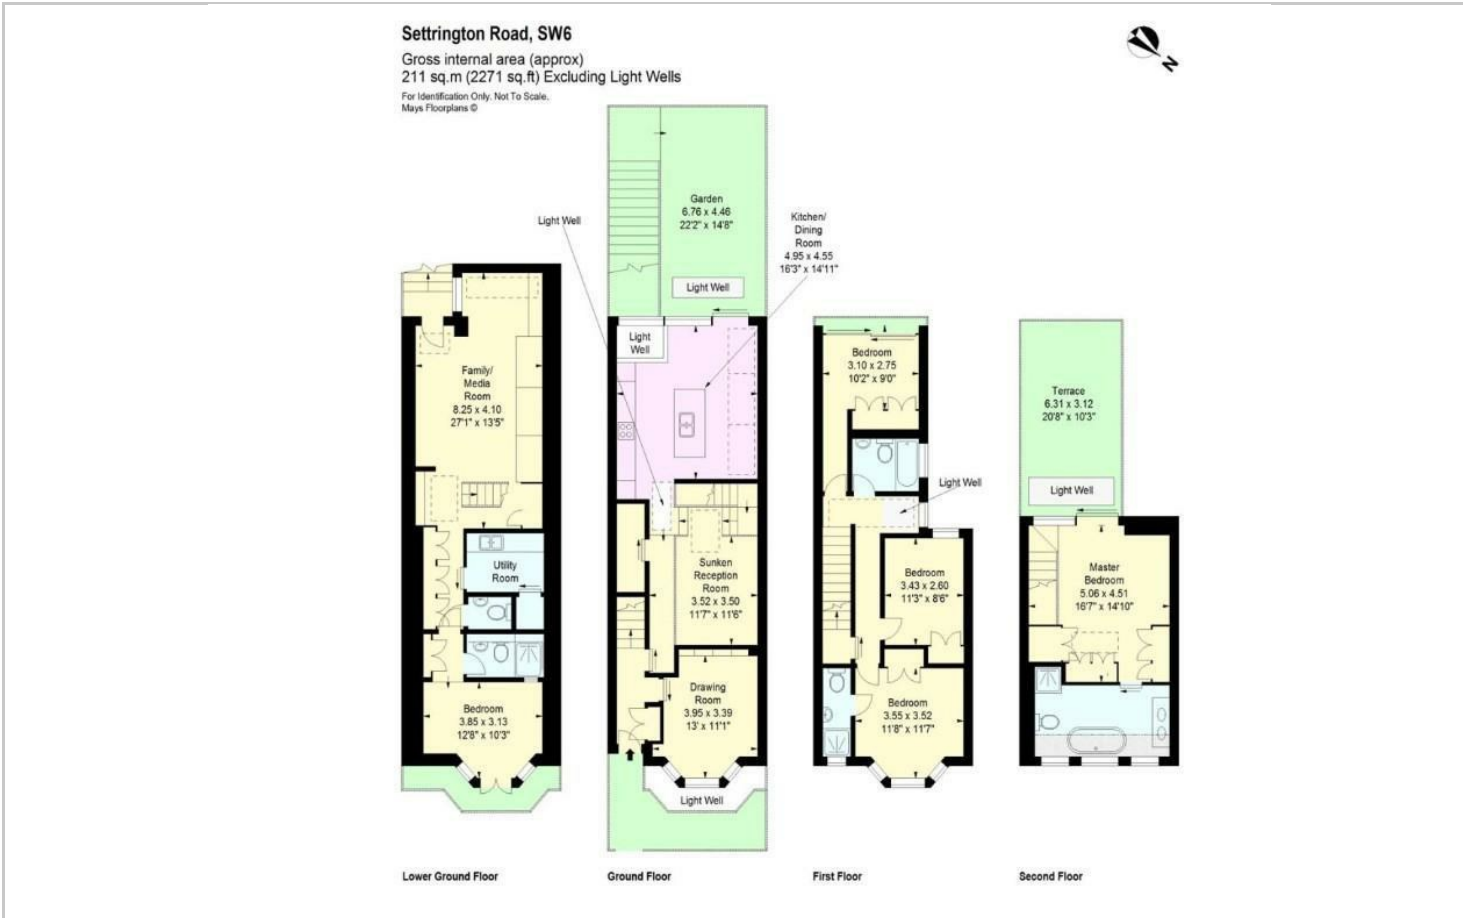 Settrington Road, SW6
Gross internal area (approx)
211 sq.m (2271 sq.ft) Excluding Light Wells
For Identification Only. Not To Scale.
Mays Floorplans ©
N
Family/
Media
Room
8.25 x 4.10
27'1" x 13'5"
Utility
Room
Bedroom
3.85 x 3.13
12'8" x 10'3"
Lower Ground Floor
Light Well
Garden
6.76 x 4.46
22'2" x 14'8"
Light Well
Kitchen/
Dining
Room
4.95 x 4.55
16'3" x 14'11"
Light
Well
Sunken
Reception
Room
3.52 x 3.50
11'7" x 11'6"
Drawing
Room
3.95 x 3.39
13' x 11'1"
Light Well
Ground Floor
Bedroom
3.10 x 2.75
10'2" x 9'0"
Light Well
Bedroom
3.43 x 2.60
11'3" x 8'6"
Bedroom
3.55 x 3.52
11'8" x 11'7"
First Floor
Terrace
6.31 x 3.12
20'8" x 10'3"
Light Well
Master
Bedroom
5.06 x 4.51
16'7" x 14'10"
Second Floor